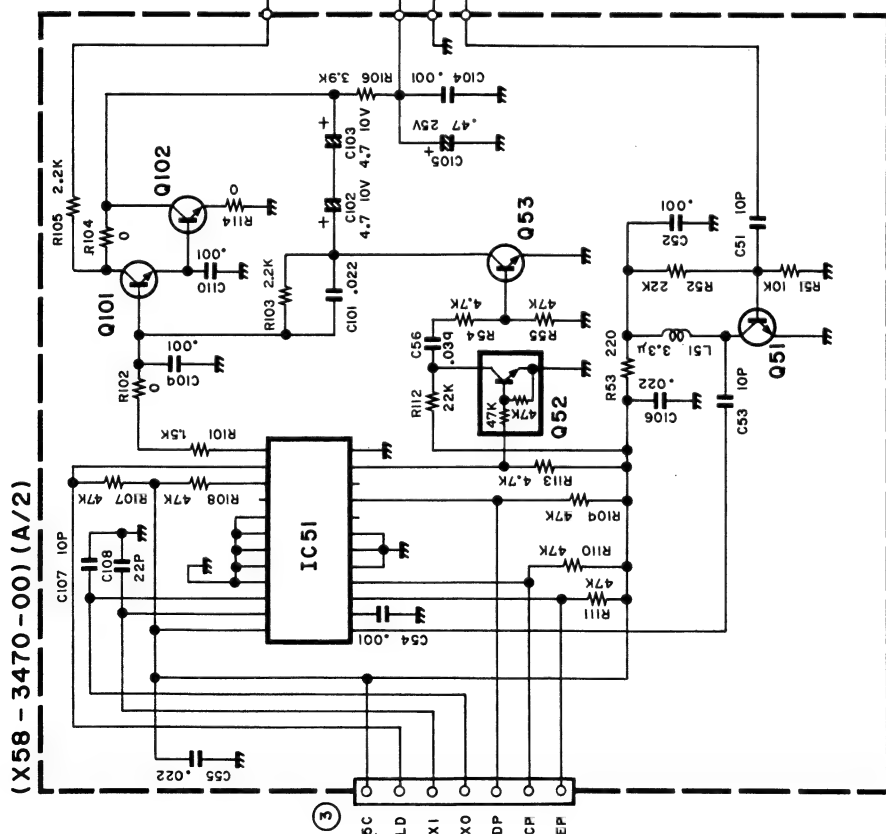 (X58-3470-00)(A/2)
R105 2.2K
R104 0
Q102
0
R114
.001
C110
Q101
R103 2.2K
C101 .022
C102 10V
4.7
C103 10V
4.7
R106 3.9K
C104 .001
.47 25V
C105
Q53
4.7K
R54
47K
R55
C56
.039
R112
22K
47K
47K
Q52
.001
C52
22K R52
C51 10P
R51 10K
L51 3.3μ
Q51
R53 220
.022
C106
C53 10P
R102
0
.001
C109
1.5K R101
47K R107
47K R108
IC51
4.7K R113
47K R109
47K R110
47K
R111
C107 10P
C108
22P
C54 .001
.022 C55
3
5C
LD
XI
XO
DP
CP
EP